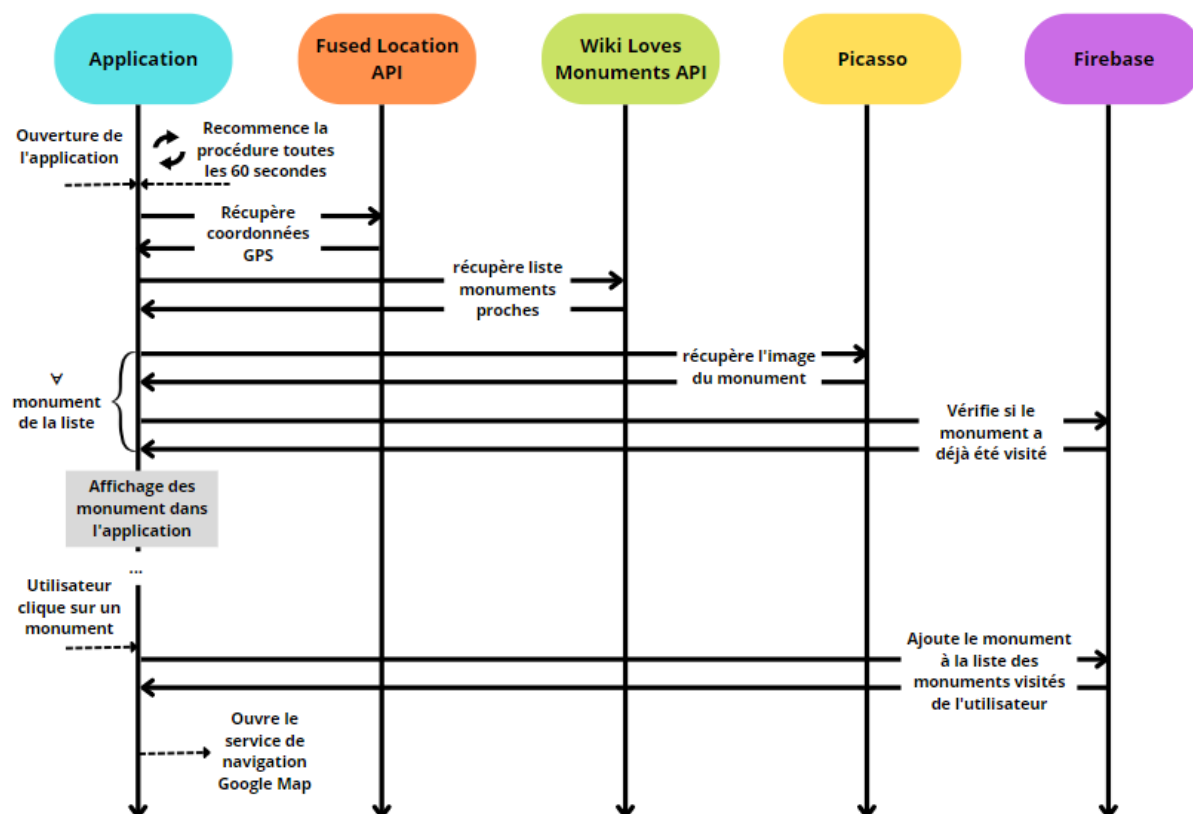 Application
Fused Location
API
Wiki Loves
Monuments API
Picasso
Firebase
Ouverture de
l'application
Recommence la
procédure toutes
les 60 secondes
Récupère
coordonnées
GPS
récupère liste
monuments
proches
∀
monument
de la liste
récupère l'image
du monument
Vérifie si le
monument a
déjà été visité
Affichage des
monument dans
l'application
...
Utilisateur
clique sur un
monument
Ajoute le monument
à la liste des
monuments visités
de l'utilisateur
Ouvre le
service de
navigation
Google Map